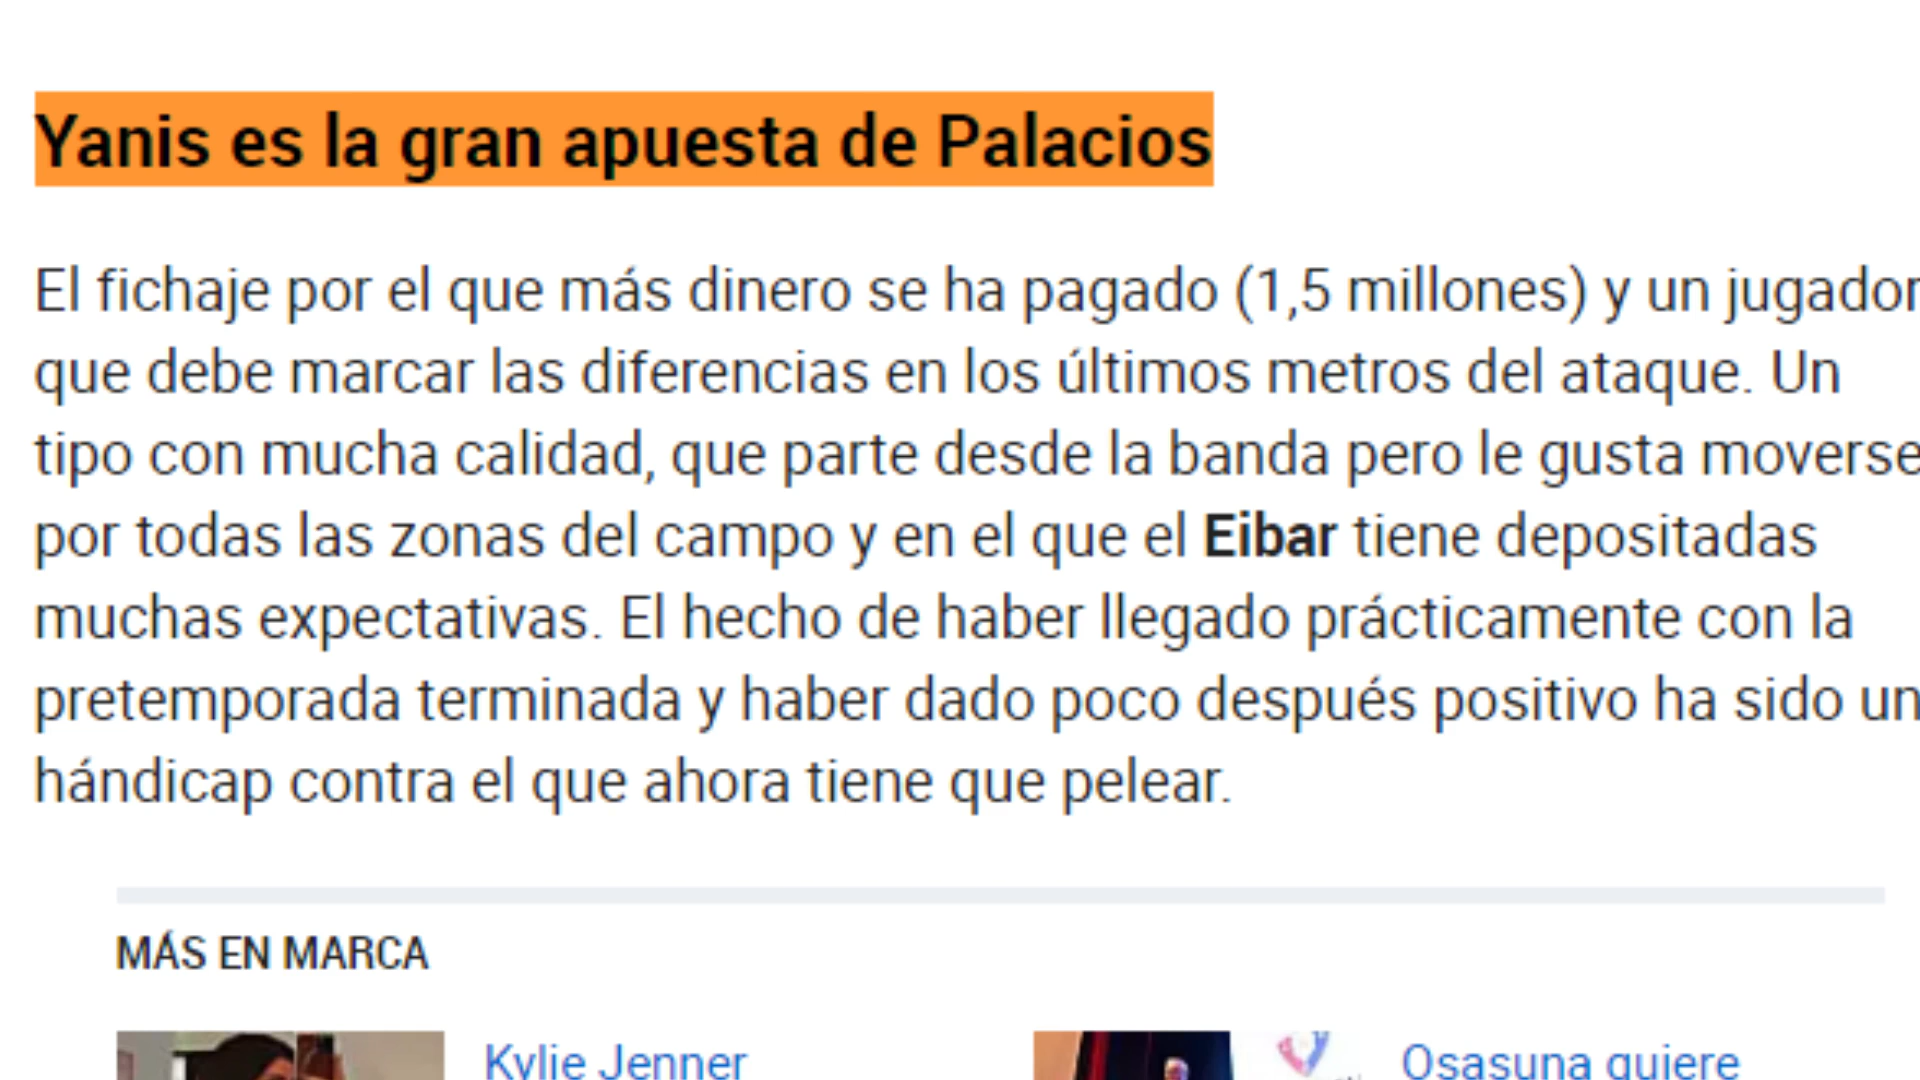 Yanis es la gran apuesta de Palacios
El fichaje por el que más dinero se ha pagado (1,5 millones) y un jugador
que debe marcar las diferencias en los últimos metros del ataque. Un
tipo con mucha calidad, que parte desde la banda pero le gusta moverse
por todas las zonas del campo y en el que el Eibar tiene depositadas
muchas expectativas. El hecho de haber llegado prácticamente con la
pretemporada terminada y haber dado poco después positivo ha sido un
hándicap contra el que ahora tiene que pelear.
MÁS EN MARCA
Kylie Jenner
Osasuna quiere